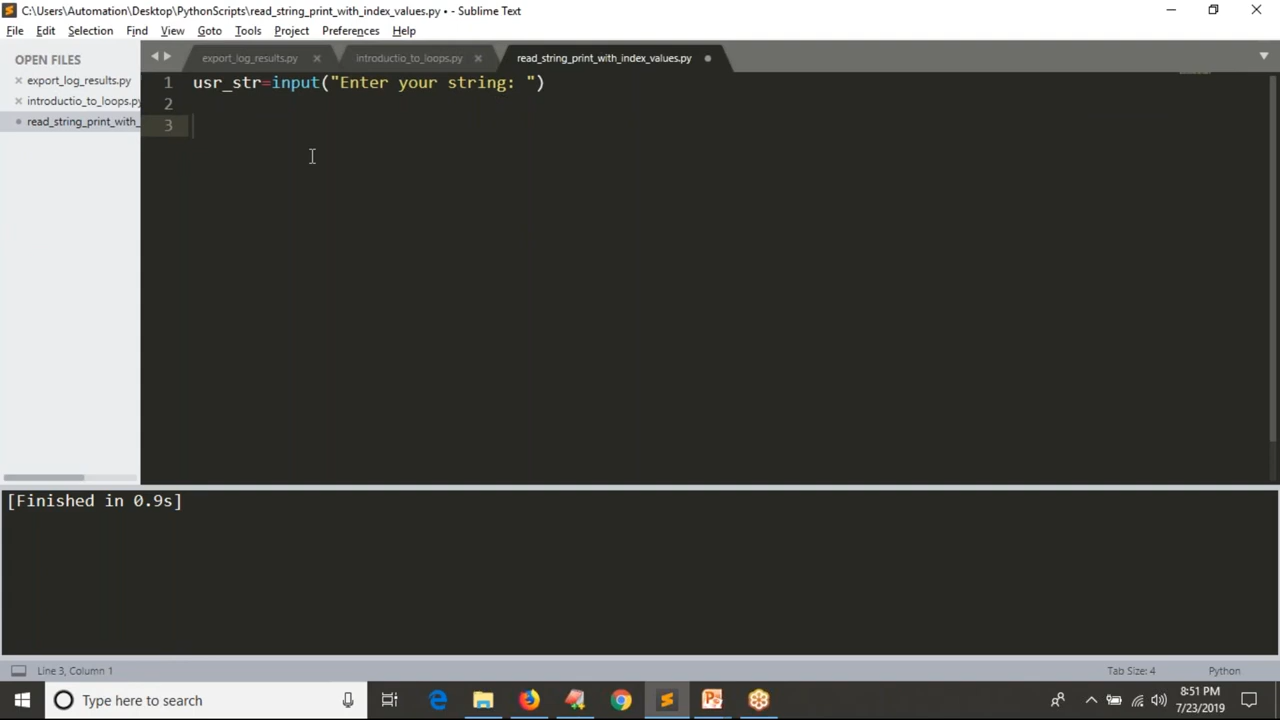 C:\Users\Automation\Desktop\PythonScripts\read_string_print_with_index_values.py • - Sublime Text
File Edit Selection Find View Goto Tools Project Preferences Help
OPEN FILES
export_log_results.py
introductio_to_loops.py
read_string_print_with_
export_log_results.py introductio_to_loops.py read_string_print_with_index_values.py
1 usr_str=input("Enter your string: ")
2
3
[Finished in 0.9s]
Line 3, Column 1 Tab Size: 4 Python
Type here to search
8:51 PM
7/23/2019